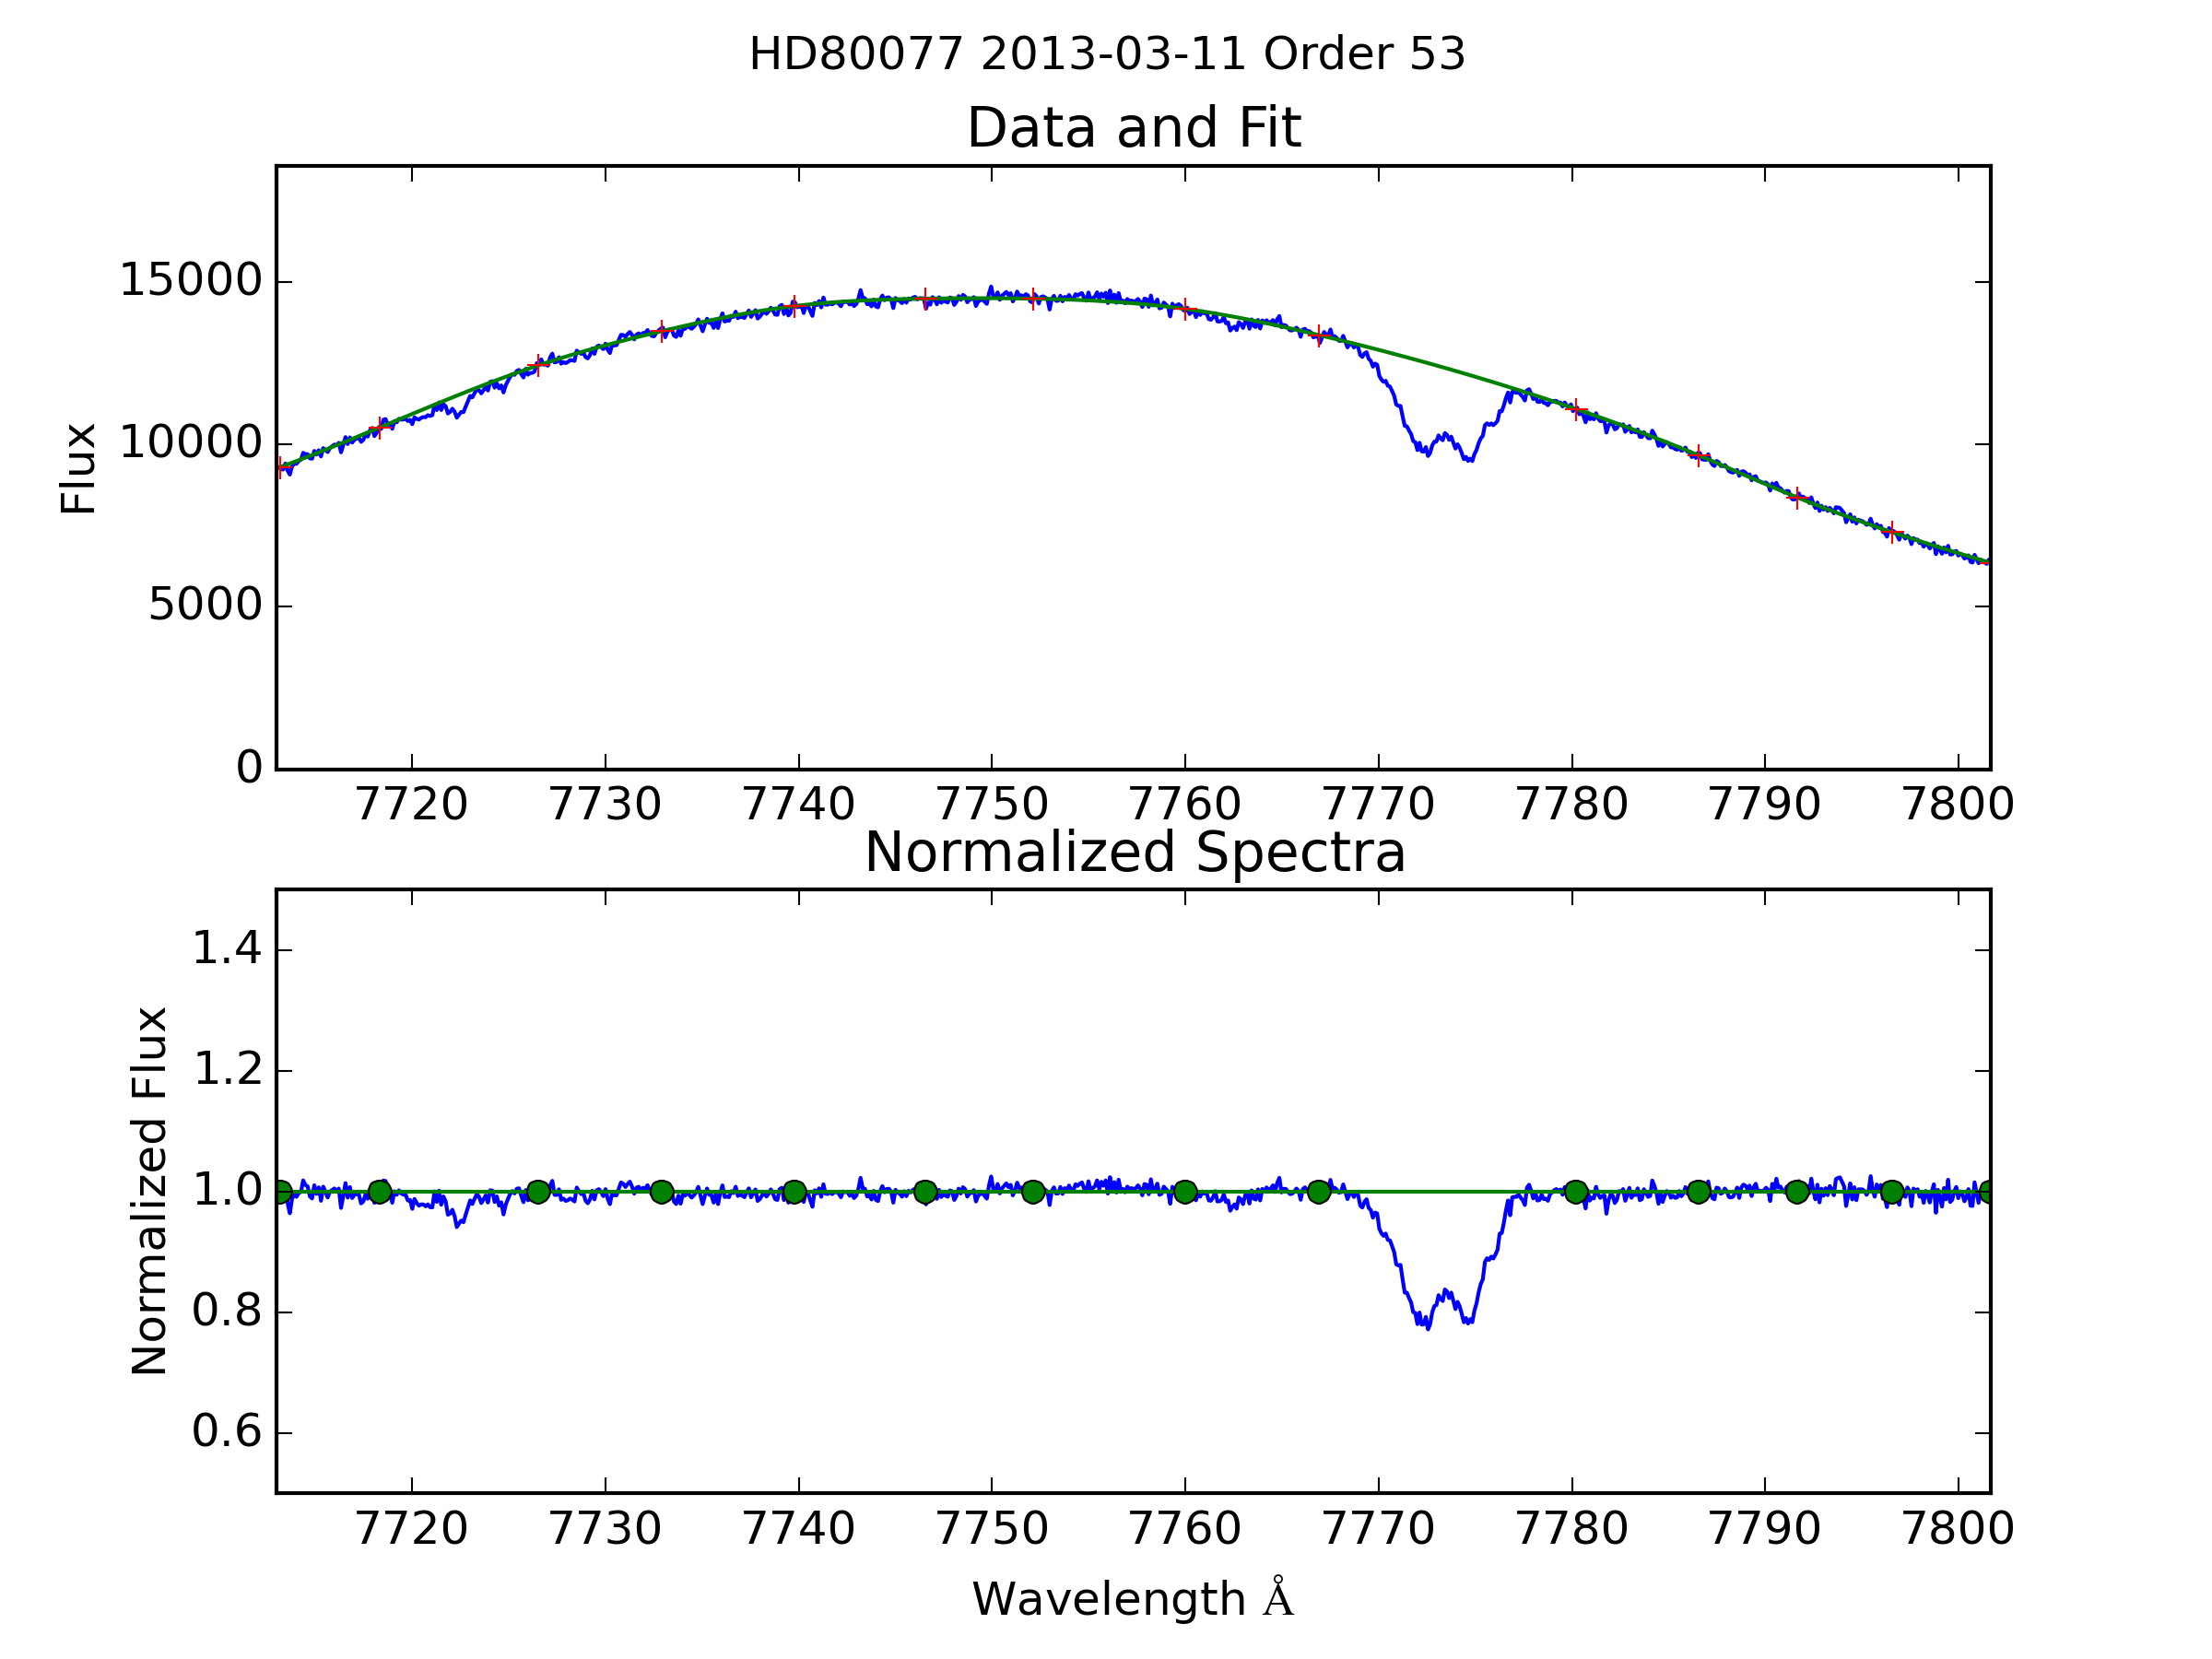 HD80077 2013-03-11 Order 53
Data and Fit
Flux
15000
10000
5000
0
7720 7730 7740 7750 7760 7770 7780 7790 7800
Normalized Spectra
Normalized Flux
1.4
1.2
1.0
0.8
0.6
7720 7730 7740 7750 7760 7770 7780 7790 7800
Wavelength Å